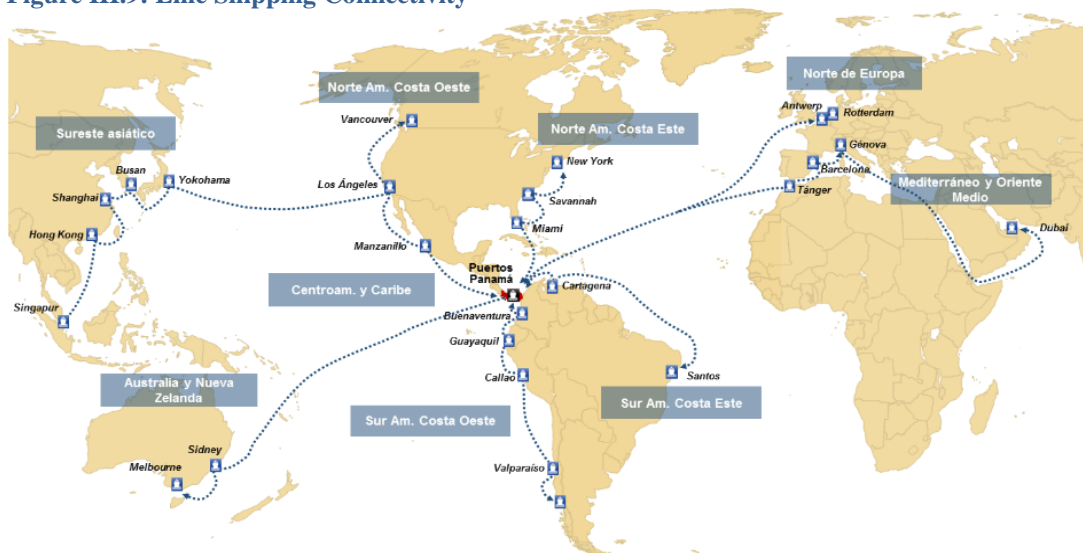 Figure III.9: Line Shipping Connectivity
Norte de Europa
Norte Am. Costa Oeste
Antwerp
Rotterdam
Vancouver
Norte Am. Costa Este
Sureste asiático
Génova
New York
Busan
Barcelona
Yokohama
Los Ángeles
Tánger
Mediterráneo y Oriente
Medio
Shanghai
Savannah
Miami
Dubai
Hong Kong
Manzanillo
Puertos
Panamá
Centroam. y Caribe
Cartagena
Singapur
Buenaventura
Guayaquil
Callao
Santos
Australia y Nueva
Zelanda
Sur Am. Costa Este
Sur Am. Costa Oeste
Sidney
Melbourne
Valparaíso